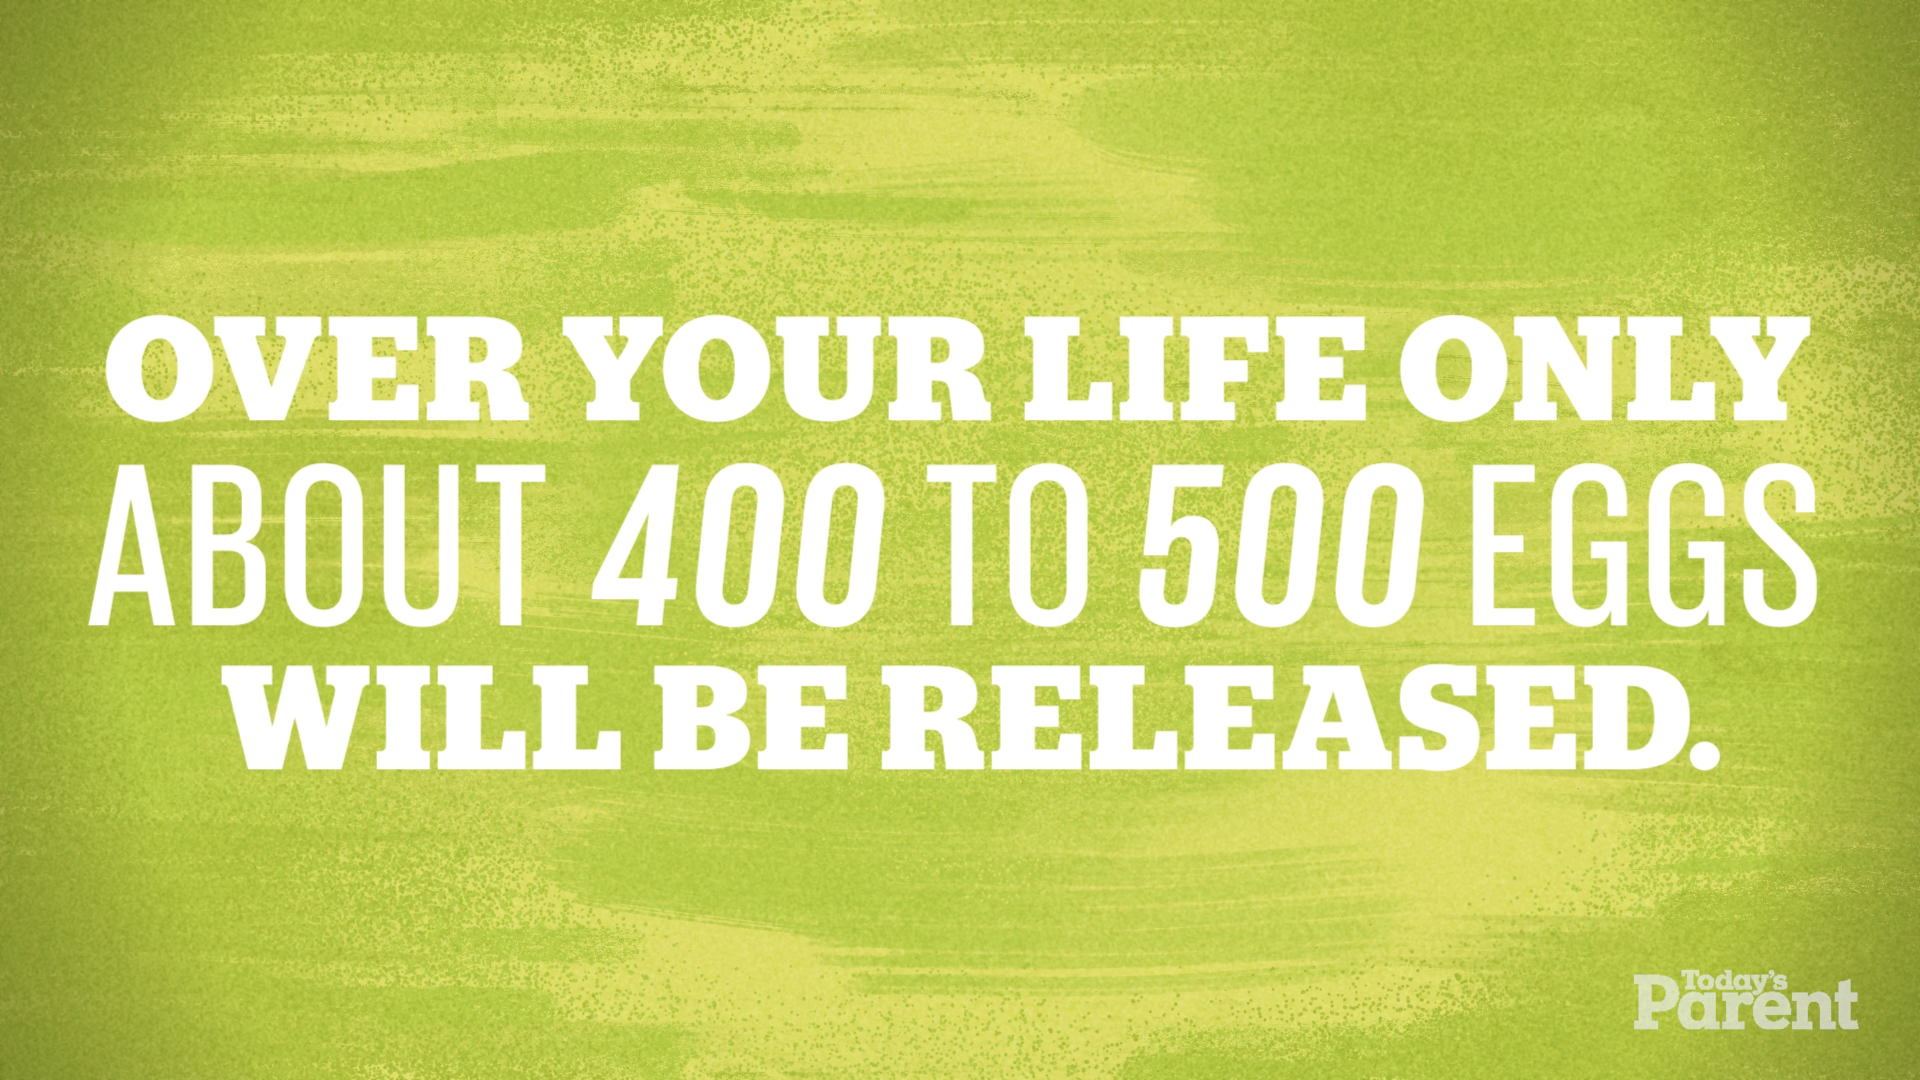 OVER YOUR LIFE ONLY
ABOUT 400 TO 500 EGGS
WILL BE RELEASED.
Today's
Parent